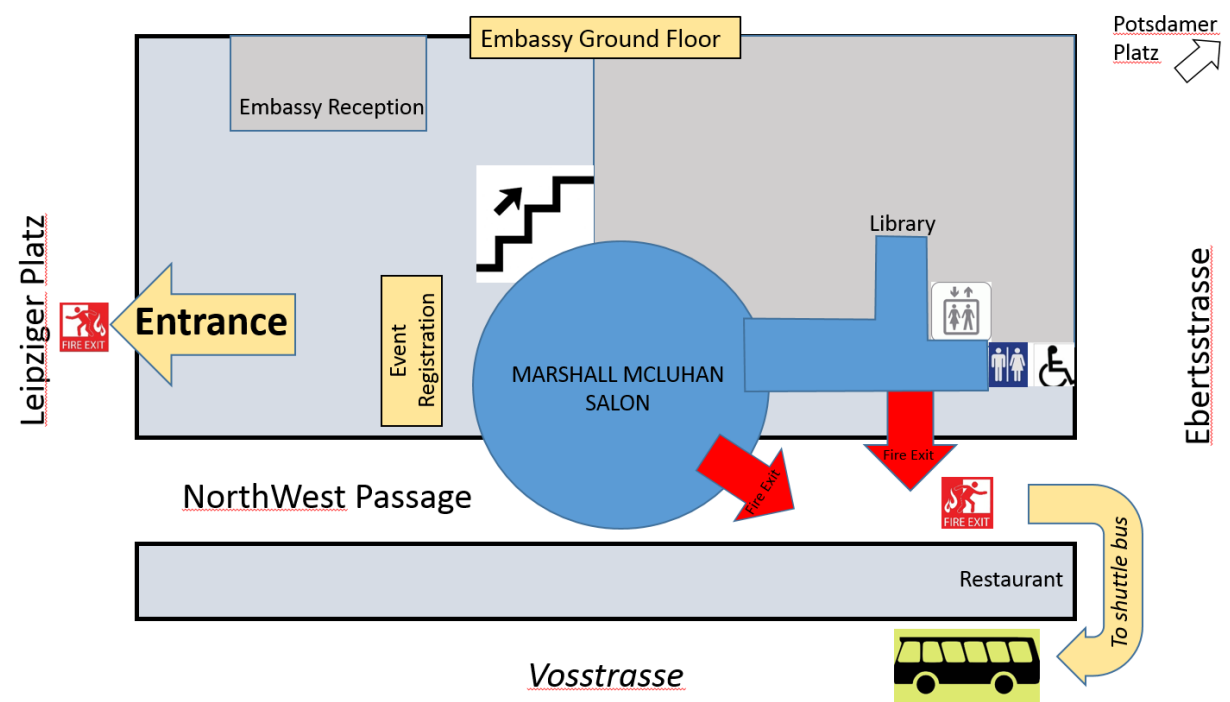 Embassy Ground Floor
Potsdamer
Platz
Embassy Reception
Library
Leipziger Platz
FIRE EXIT
Entrance
Event
Registration
MARSHALL MCLUHAN
SALON
Ebertsstrasse
Fire Exit
Fire Exit
NorthWest Passage
FIRE EXIT
To shuttle bus
Restaurant
Vosstrasse